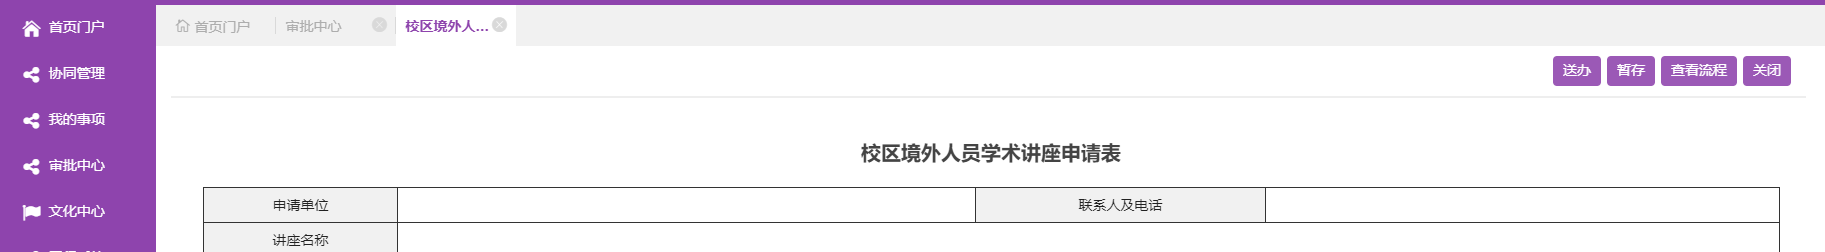 首页门户
协同管理
我的事项
审批中心
文化中心
首页门户 审批中心 校区境外人...
送办 暂存 查看流程 关闭
校区境外人员学术讲座申请表
申请单位 联系人及电话
讲座名称